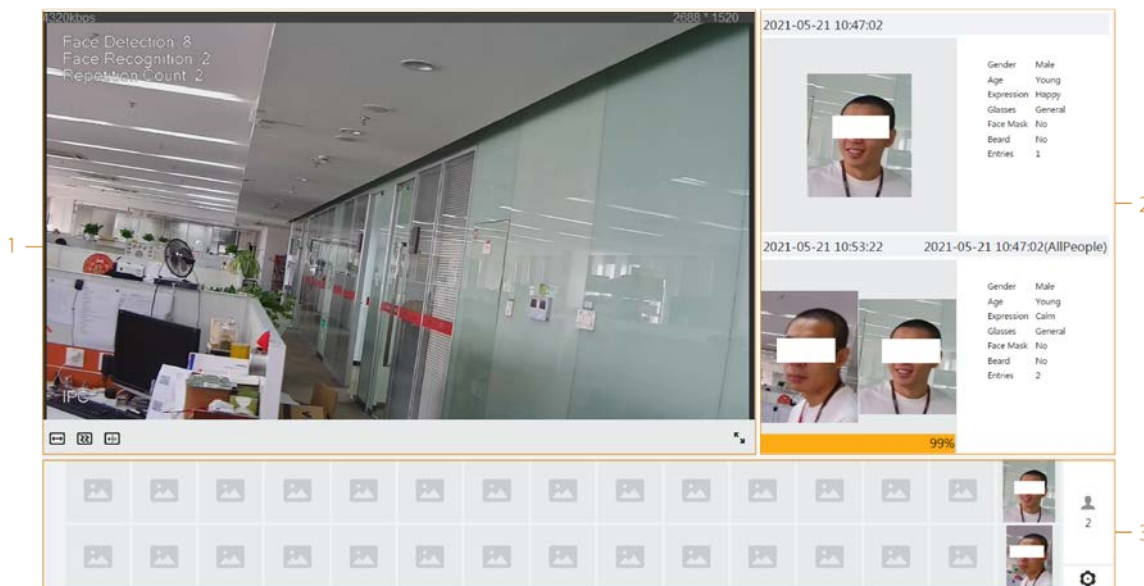 4320kbps
2688 * 1520
Face Detection 8
Face Recognition 2
Repetition Count 2
IPC
1
2021-05-21 10:47:02
Gender Male
Age Young
Expression Happy
Glasses General
Face Mask No
Beard No
Entries 1
2
2021-05-21 10:53:22 2021-05-21 10:47:02(AllPeople)
Gender Male
Age Young
Expression Calm
Glasses General
Face Mask No
Beard No
Entries 2
99%
2
3